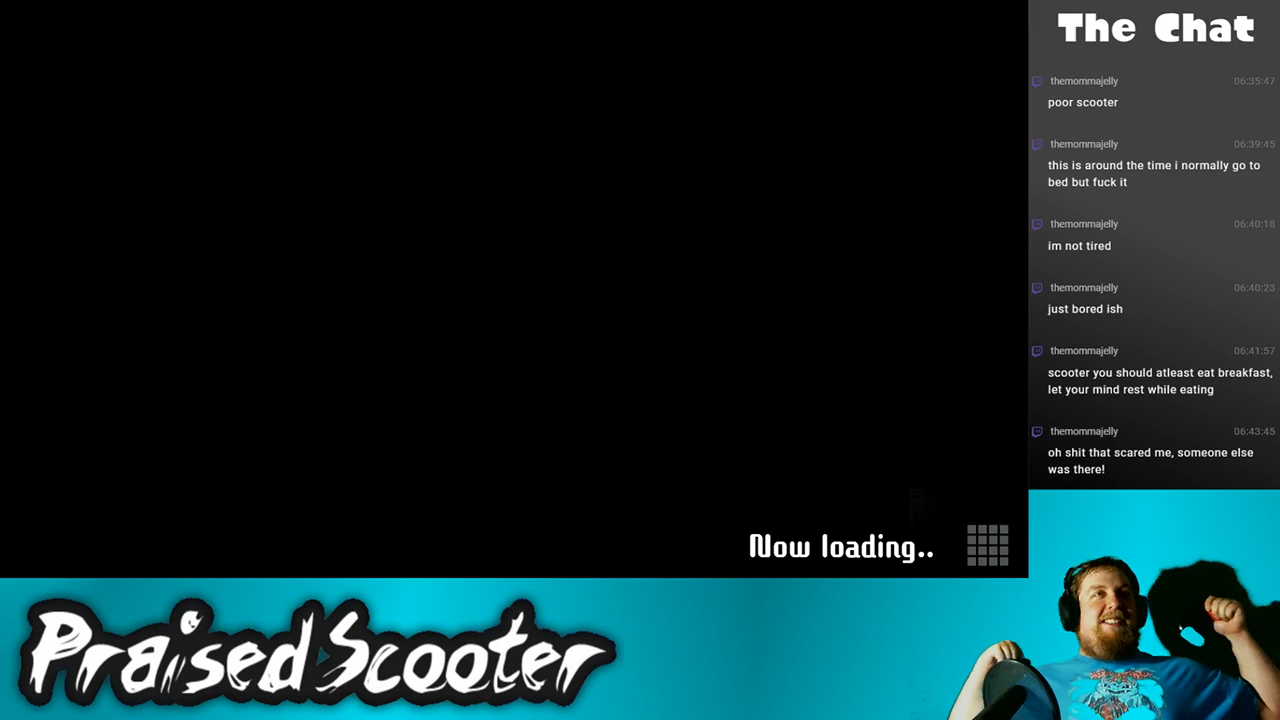 The Chat
themommajelly 06:35:47
poor scooter
themommajelly 06:39:45
this is around the time i normally go to
bed but fuck it
themommajelly 06:40:18
im not tired
themommajelly 06:40:23
just bored ish
themommajelly 06:41:57
scooter you should atleast eat breakfast,
let your mind rest while eating
themommajelly 06:43:45
oh shit that scared me, someone else
was there!
Now loading..
PraisedScooter